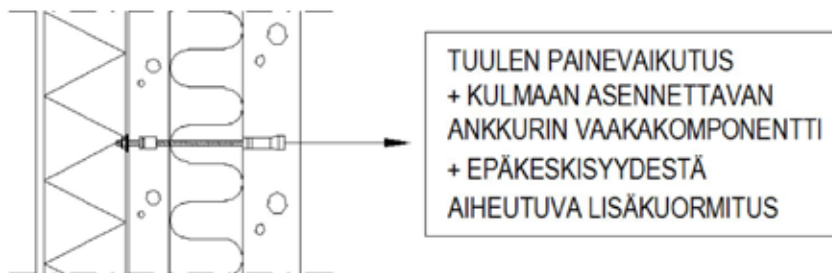 TUULEN PAINEVAIKUTUS
+ KULMAAN ASENNETTAVAN
ANKKURIN VAAKAKOMPONENTTI
+ EPÄKESKISYYDESTÄ
AIHEUTUVA LISÄKUORMITUS